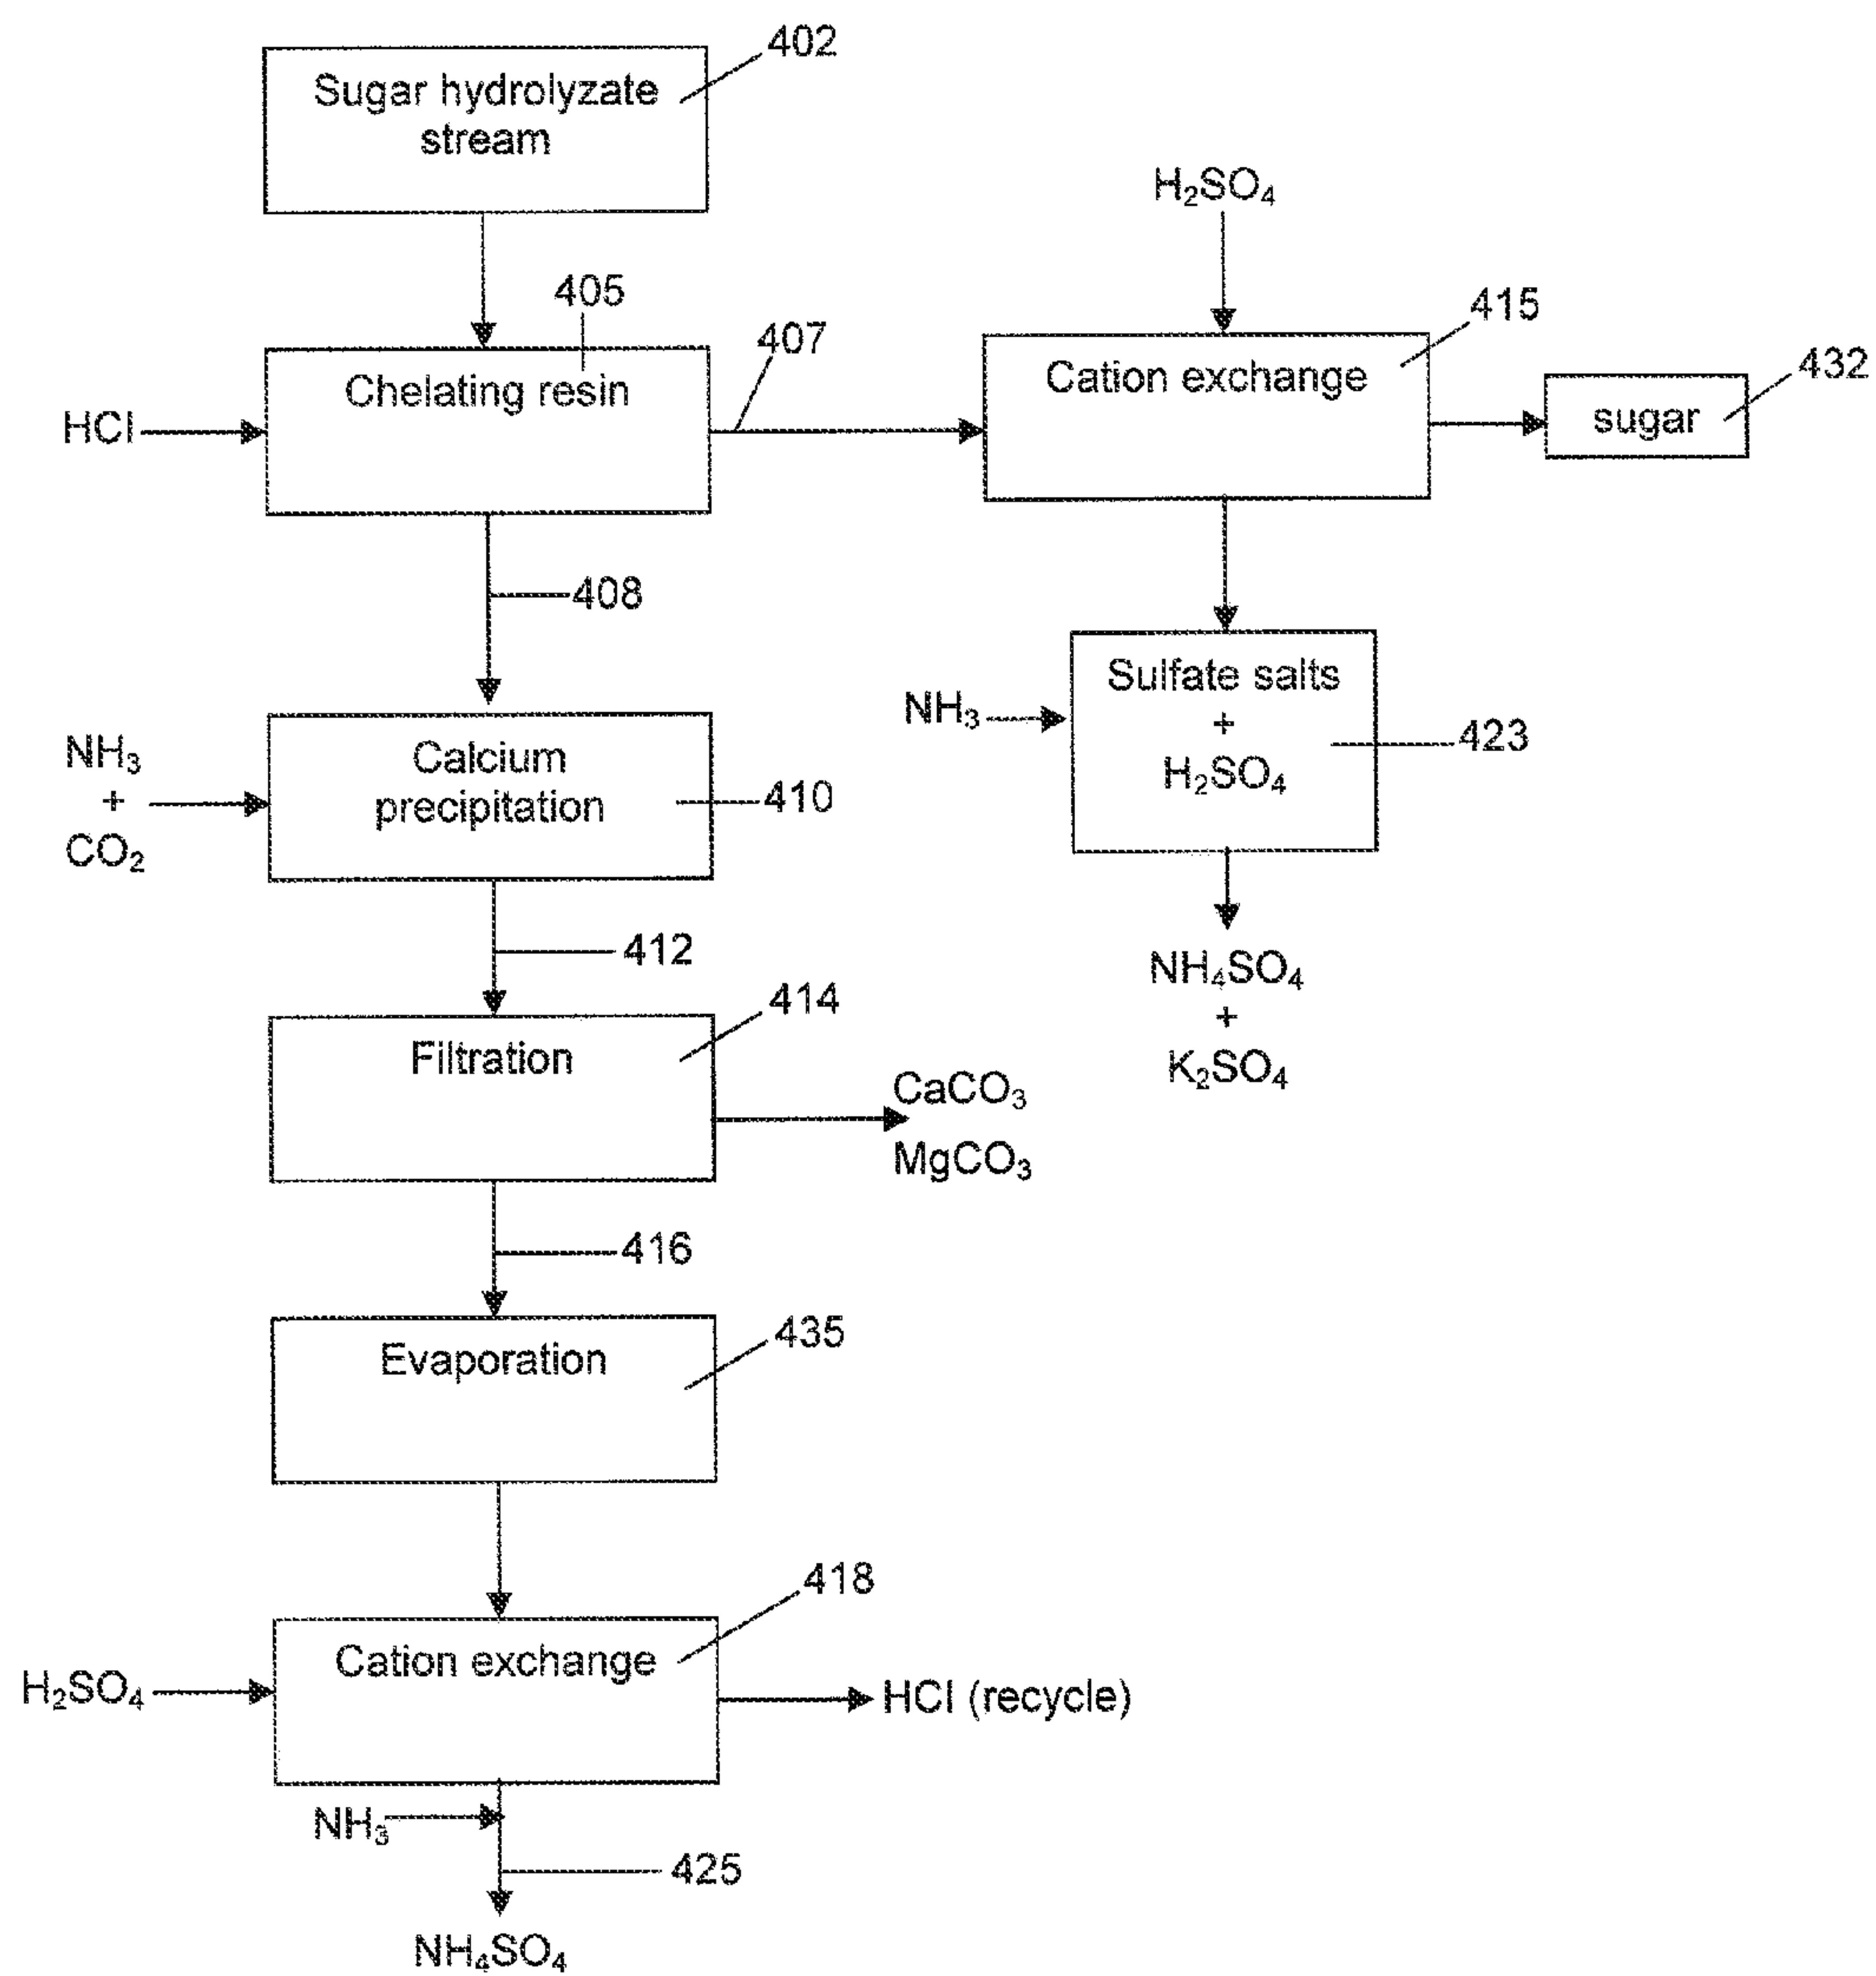 402
Sugar hydrolyzate
stream
H₂SO₄
405
407
415
Chelating resin
Cation exchange
432
sugar
HCl
408
Sulfate salts
+
H₂SO₄
NH₃
423
NH₃
+
CO₂
Calcium
precipitation
410
412
NH₄SO₄
+
K₂SO₄
414
Filtration
CaCO₃
MgCO₃
416
435
Evaporation
418
Cation exchange
H₂SO₄
HCl (recycle)
NH₃
425
NH₄SO₄